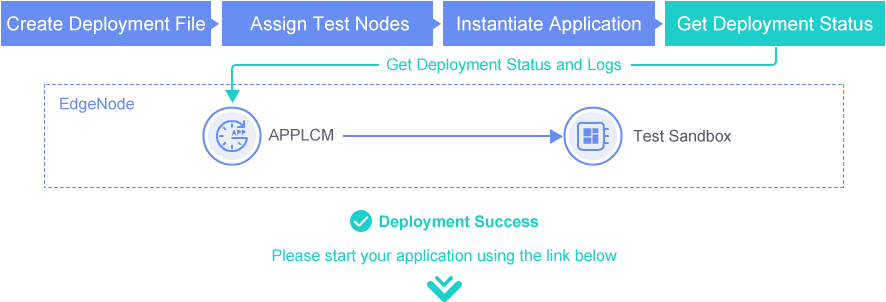 Create Deployment File
Assign Test Nodes
Instantiate Application
Get Deployment Status
Get Deployment Status and Logs
EdgeNode
APP
APPLCM
Test Sandbox
Deployment Success
Please start your application using the link below